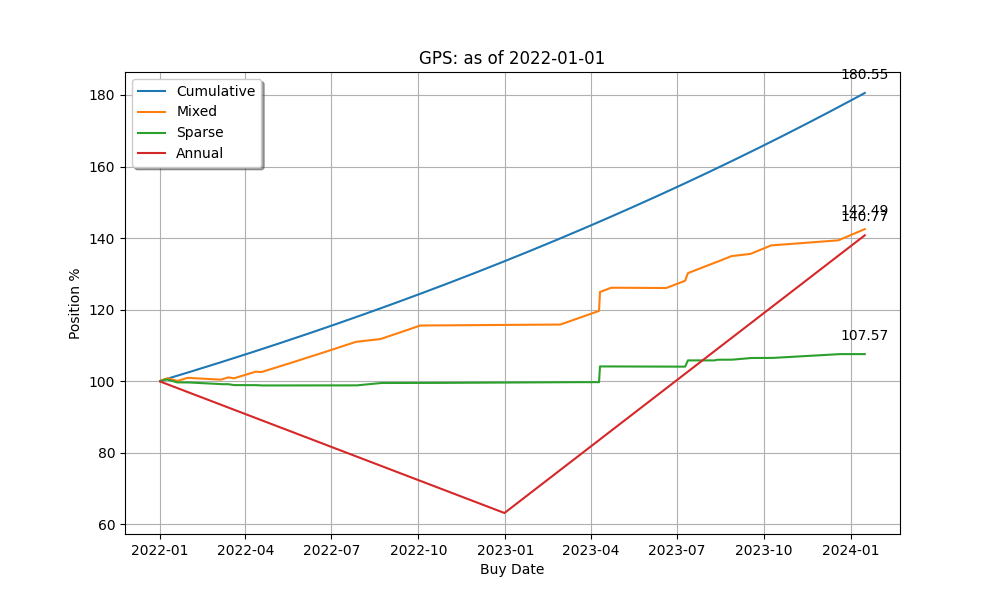 GPS: as of 2022-01-01
180.55
180
Cumulative
Mixed
Sparse
Annual
160
142.49
140.77
140
120
107.57
100
80
60
Position %
2022-01 2022-04 2022-07 2022-10 2023-01 2023-04 2023-07 2023-10 2024-01
Buy Date